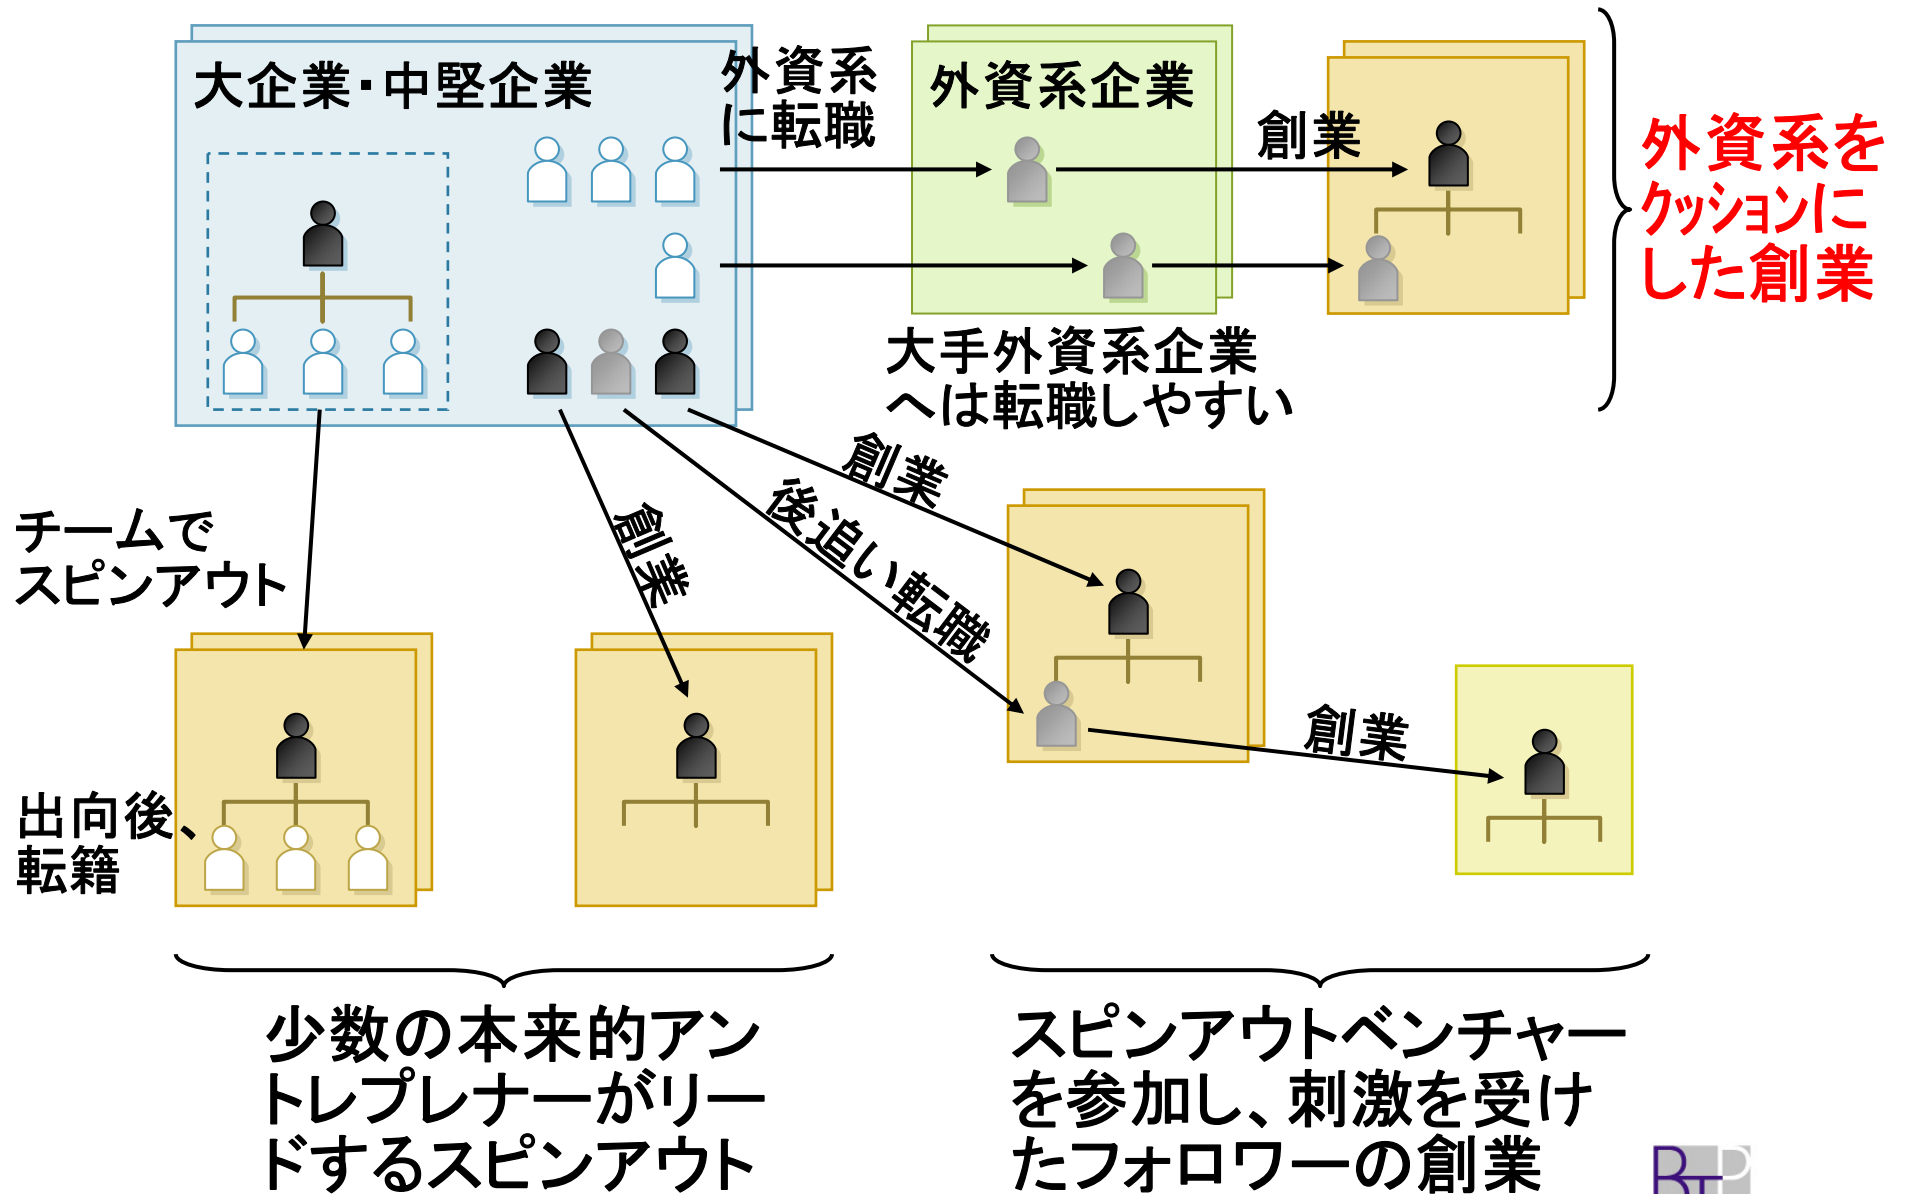 大企業・中堅企業
外資系
に転職
外資系企業
創業
外資系を
ｸｯｼｮﾝに
した創業
大手外資系企業
へは転職しやすい
創業
後追い転職
創業
チームで
スピンアウト
創業
出向後、
転籍
少数の本来的アン
トレプレナーがリー
ドするスピンアウト
スピンアウトベンチャー
を参加し、刺激を受け
たフォロワーの創業